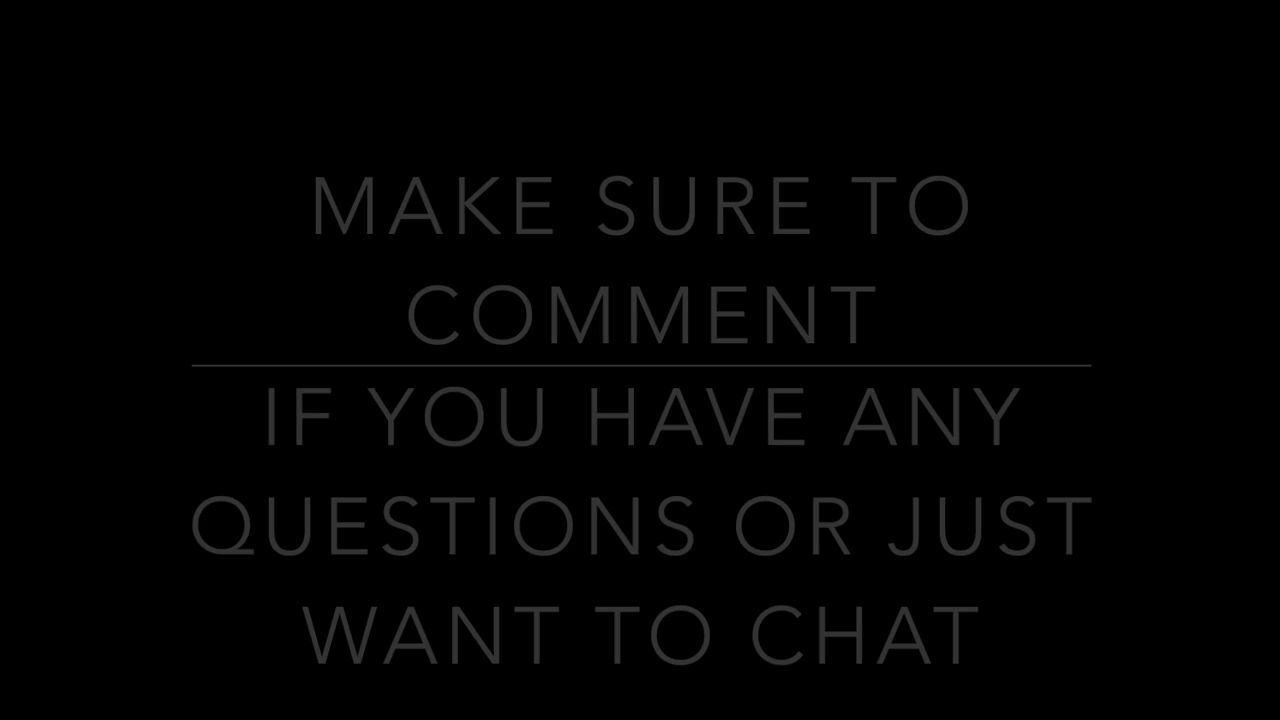 MAKE SURE TO
COMMENT
IF YOU HAVE ANY
QUESTIONS OR JUST
WANT TO CHAT